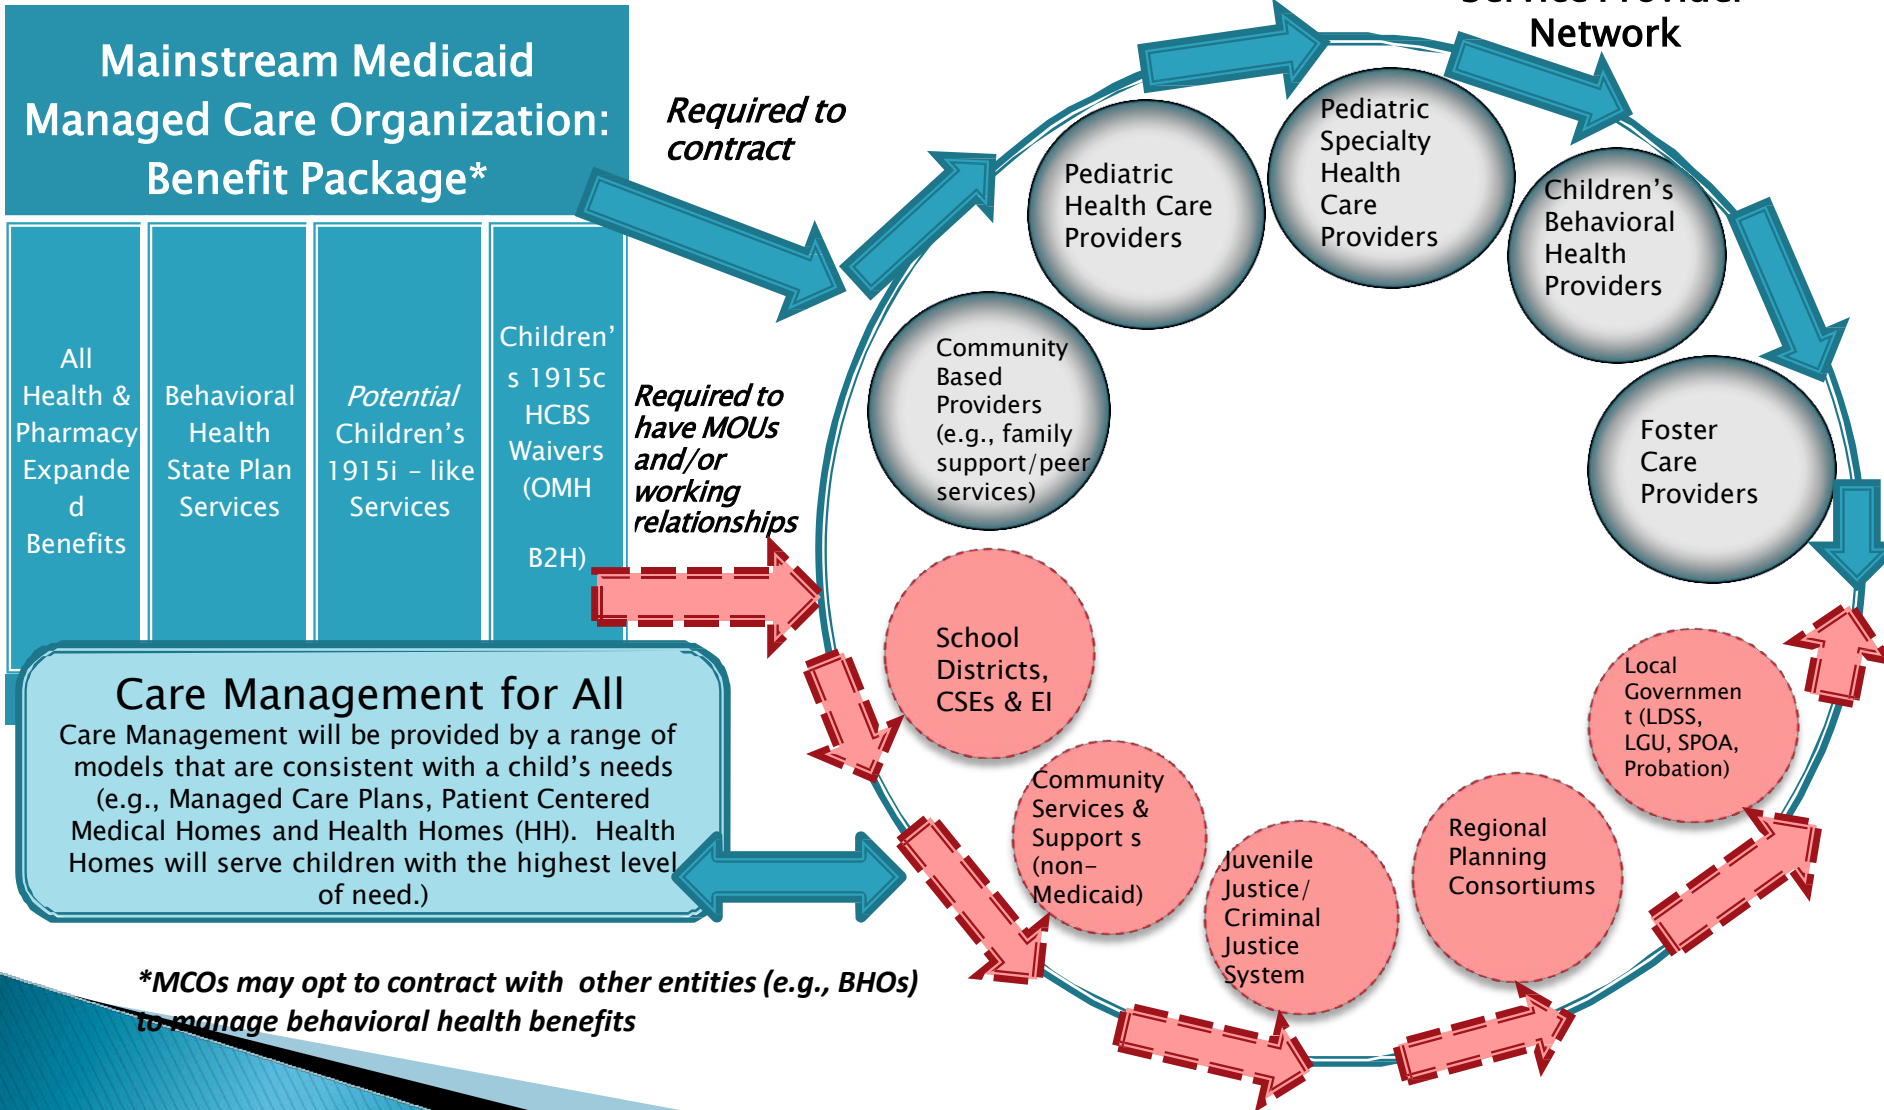 Service Provider
Network
Mainstream Medicaid
Managed Care Organization:
Benefit Package*
Required to
contract
All
Health &
Pharmacy
Expande
d
Benefits
Behavioral
Health
State Plan
Services
Potential
Children's
1915i – like
Services
Children'
s 1915c
HCBS
Waivers
(OMH
B2H)
Required to
have MOUs
and/or
working
relationships
Community
Based
Providers
(e.g., family
support/peer
services)
Pediatric
Health Care
Providers
Pediatric
Specialty
Health
Care
Providers
Children's
Behavioral
Health
Providers
Foster
Care
Providers
School
Districts,
CSEs & EI
Community
Services &
Support s
(non-
Medicaid)
Juvenile
Justice/
Criminal
Justice
System
Regional
Planning
Consortiums
Local
Governmen
t (LDSS,
LGU, SPOA,
Probation)
Care Management for All
Care Management will be provided by a range of
models that are consistent with a child's needs
(e.g., Managed Care Plans, Patient Centered
Medical Homes and Health Homes (HH).  Health
Homes will serve children with the highest level
of need.)
*MCOs may opt to contract with  other entities (e.g., BHOs)
to manage behavioral health benefits